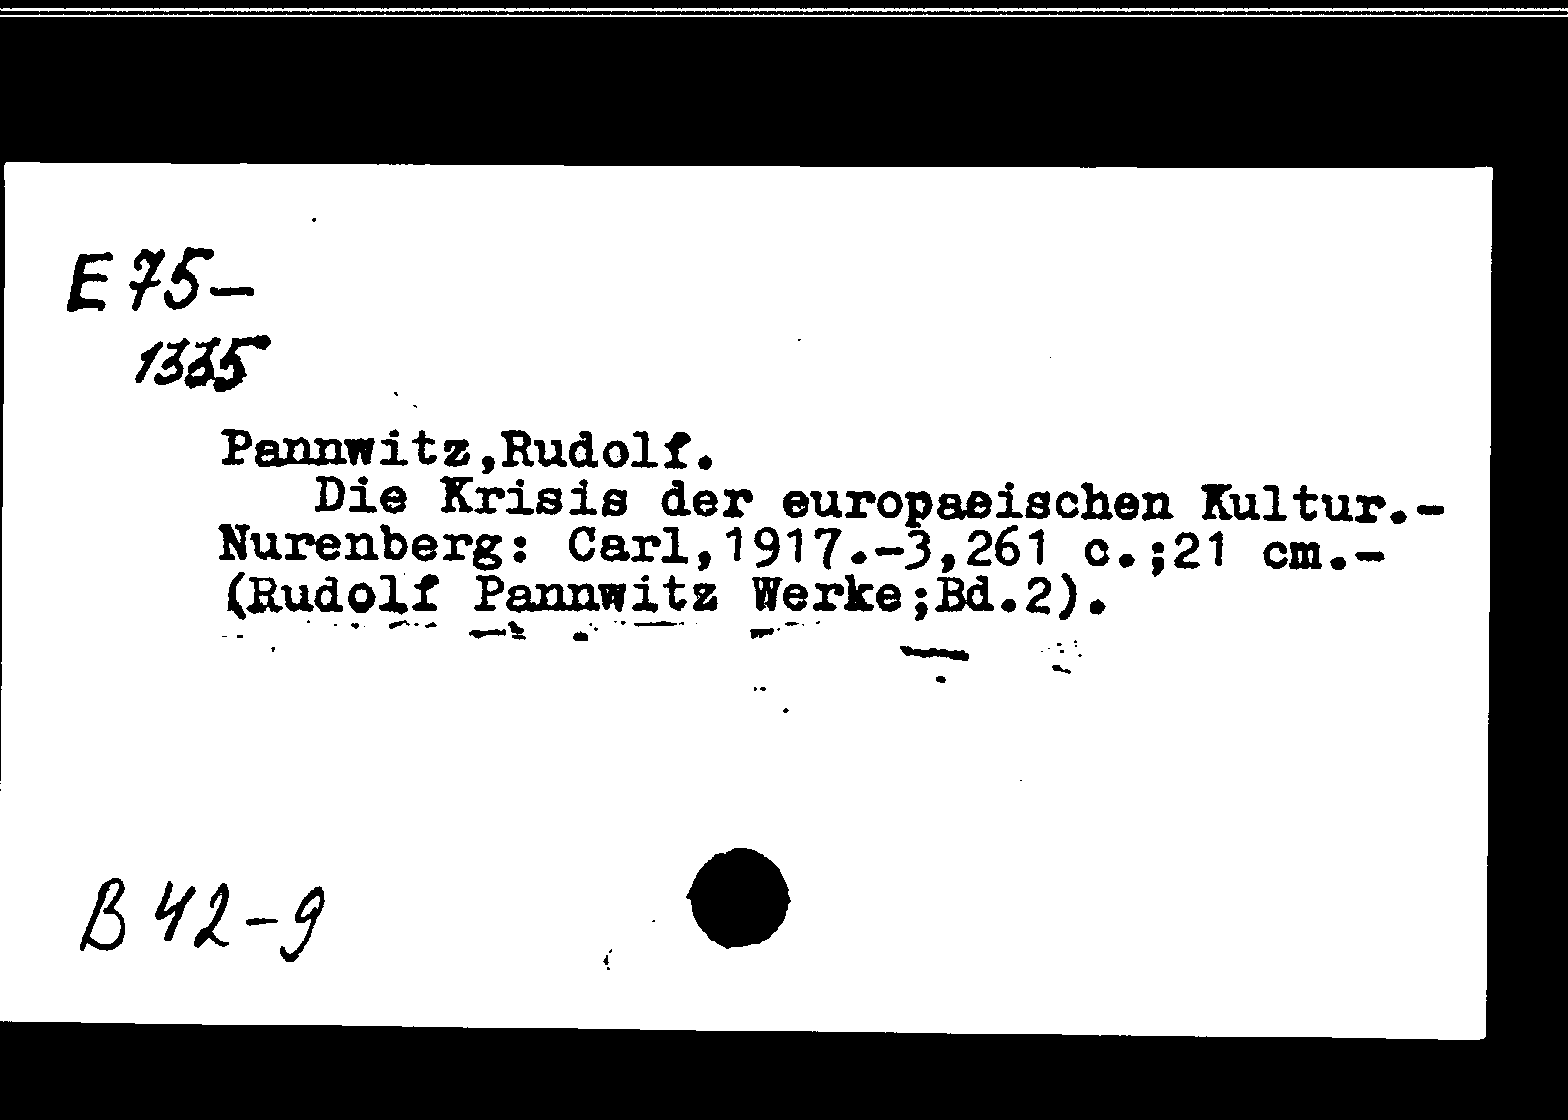 E 75-
1335
Pannwitz,Rudolf.
Die Krisis der europaeischen Kultur.-
Nurenberg: Carl,1917.-3,261 c.;21 cm.-
(Rudolf Pannwitz Werke;Bd.2).
B 42-9